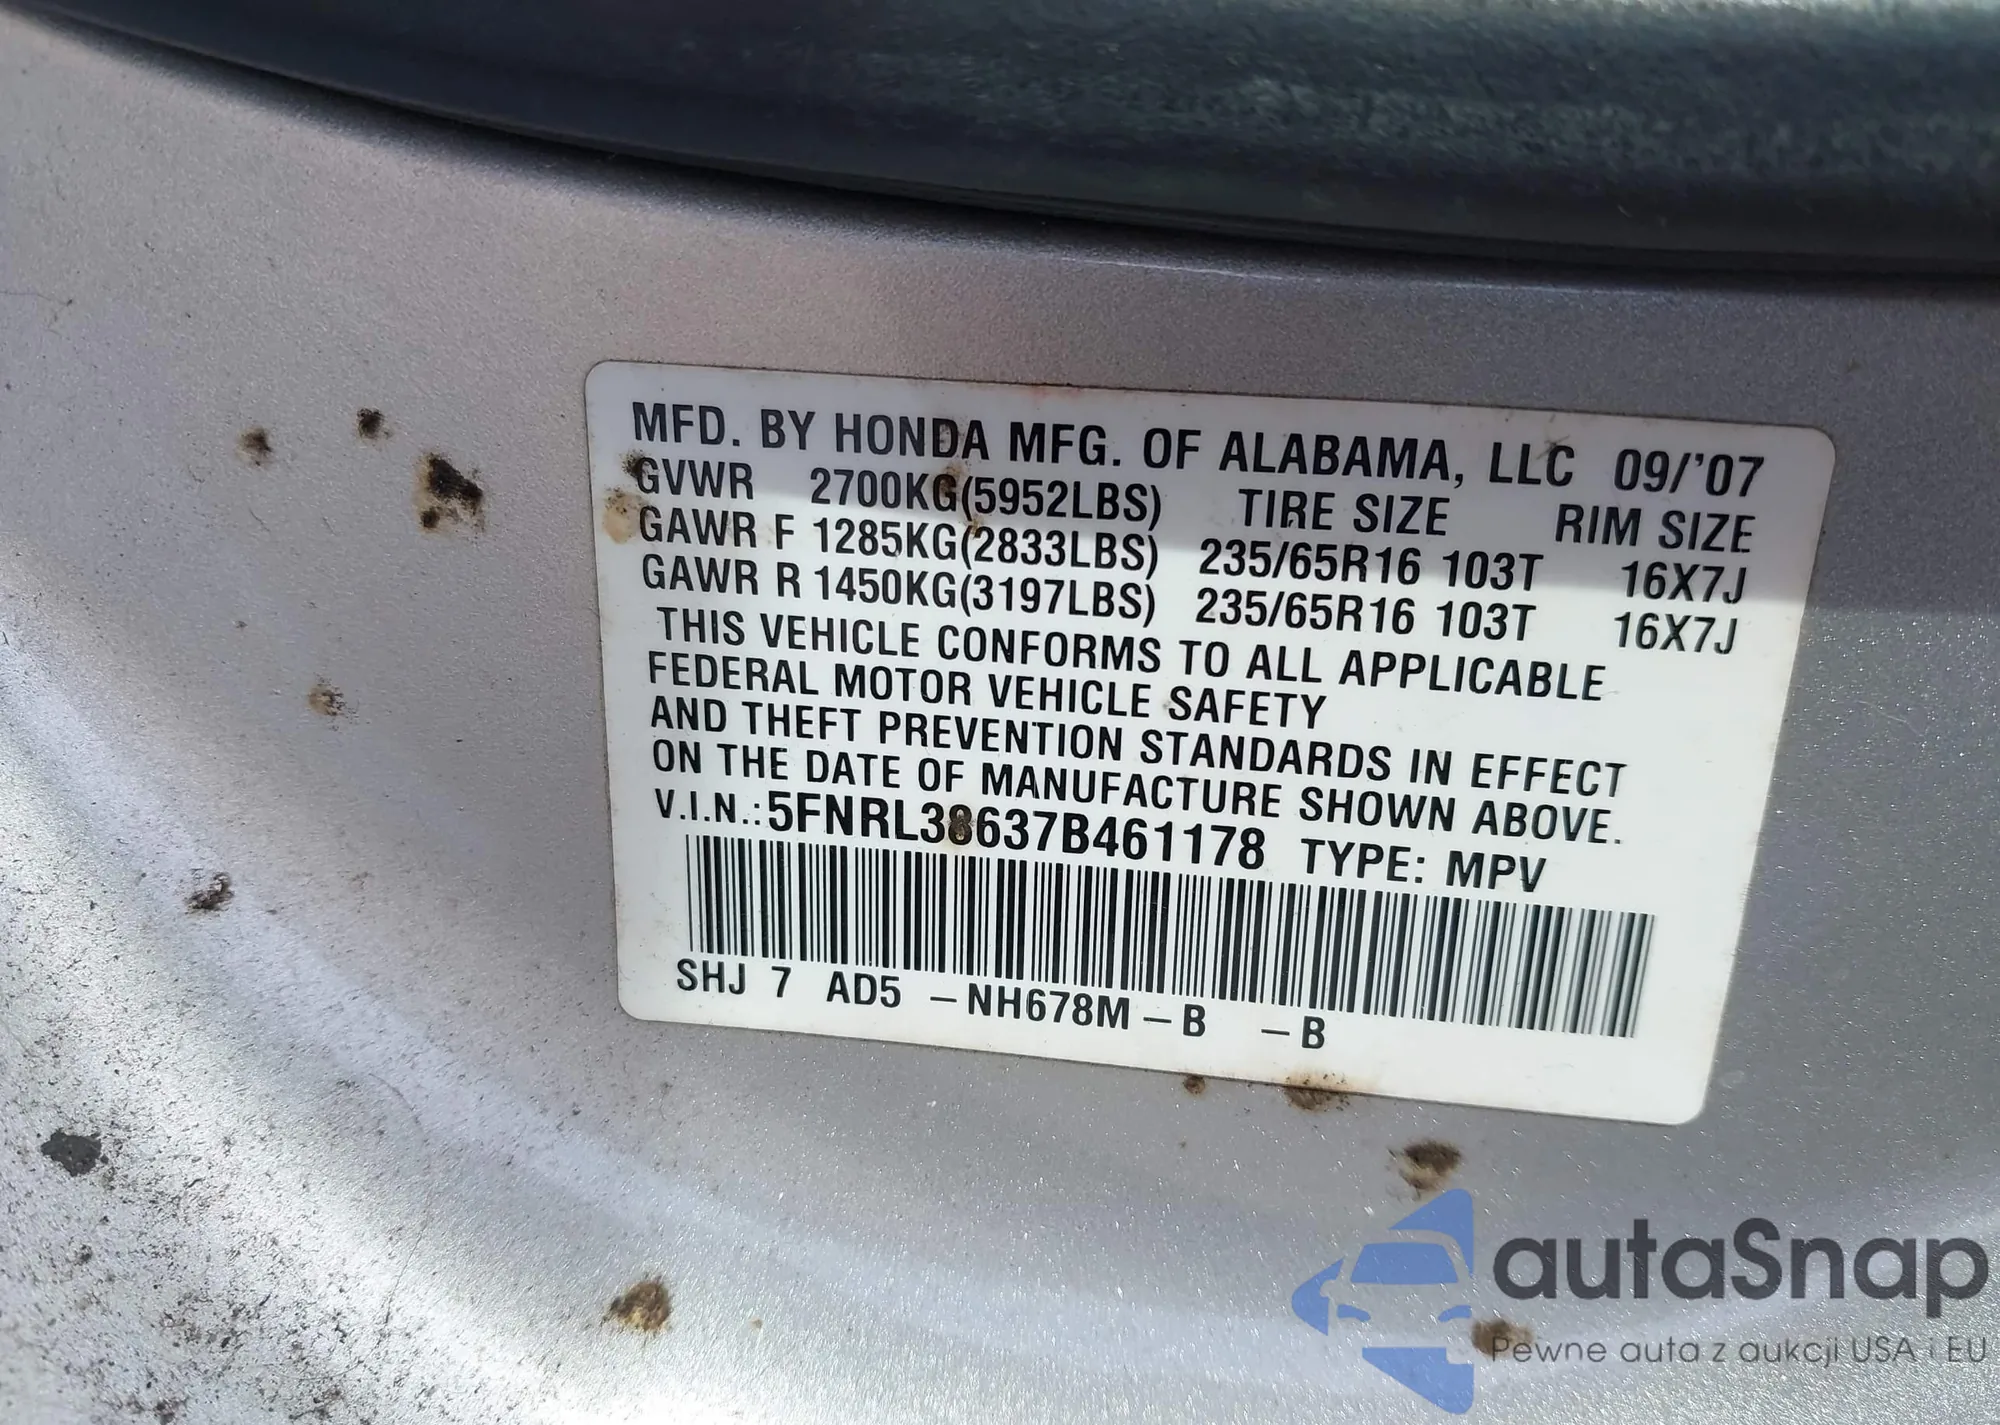 MFD. BY HONDA MFG. OF ALABAMA, LLC 09/'07
GVWR 2700KG(5952LBS) TIRE SIZE RIM SIZE
GAWR F 1285KG(2833LBS) 235/65R16 103T 16X7J
GAWR R 1450KG(3197LBS) 235/65R16 103T 16X7J
THIS VEHICLE CONFORMS TO ALL APPLICABLE
FEDERAL MOTOR VEHICLE SAFETY
AND THEFT PREVENTION STANDARDS IN EFFECT
ON THE DATE OF MANUFACTURE SHOWN ABOVE.
V.I.N.: 5FNRL38637B461178 TYPE: MPV
SHJ 7 AD5 -NH678M-B -B
autaSnap
Pewne auta z aukcji USA i EU